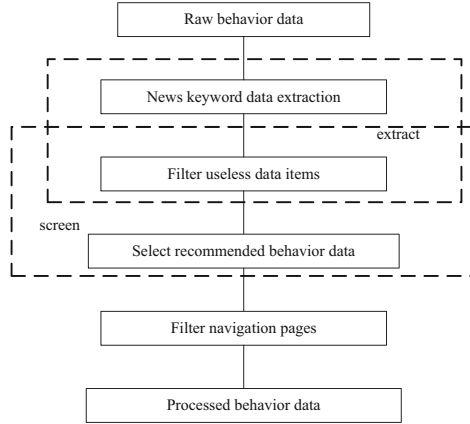 Raw behavior data
News keyword data extraction
extract
Filter useless data items
screen
Select recommended behavior data
Filter navigation pages
Processed behavior data